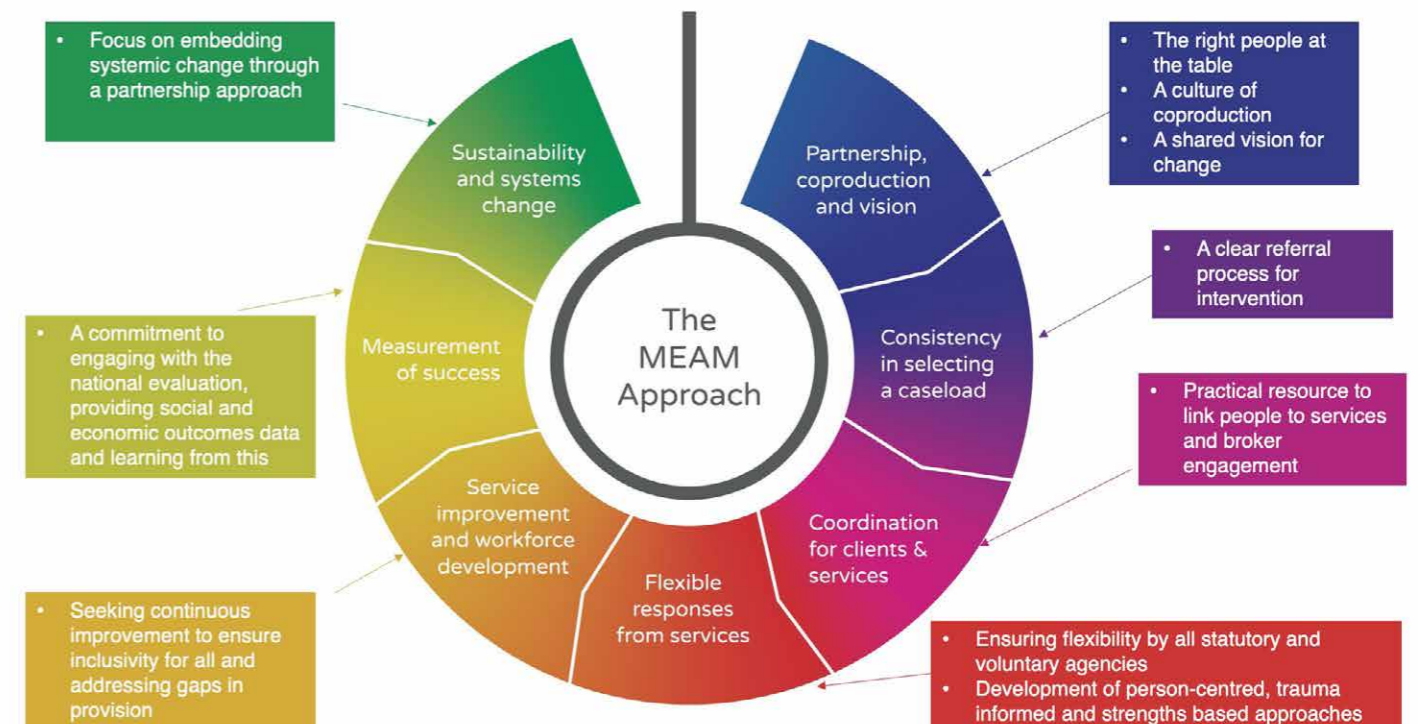 • Focus on embedding
systemic change through
a partnership approach
• The right people at
the table
• A culture of
coproduction
• A shared vision for
change
Sustainability
and systems
change
Partnership,
coproduction
and vision
• A clear referral
process for
intervention
The
MEAM
Approach
• A commitment to
engaging with the
national evaluation,
providing social and
economic outcomes data
and learning from this
Measurement
of success
Consistency
in selecting
a caseload
• Practical resource to
link people to services
and broker
engagement
Service
improvement
and workforce
development
Coordination
for clients &
services
Flexible
responses
from services
• Seeking continuous
improvement to ensure
inclusivity for all and
addressing gaps in
provision
• Ensuring flexibility by all statutory and
voluntary agencies
• Development of person-centred, trauma
informed and strengths based approaches